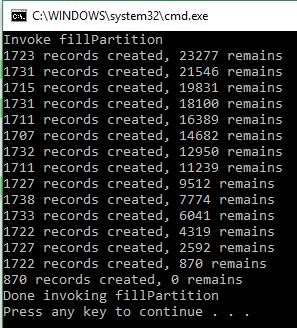 C:\WINDOWS\system32\cmd.exe
Invoke fillPartition
1723 records created, 23277 remains
1731 records created, 21546 remains
1715 records created, 19831 remains
1731 records created, 18100 remains
1711 records created, 16389 remains
1707 records created, 14682 remains
1732 records created, 12950 remains
1711 records created, 11239 remains
1727 records created, 9512 remains
1738 records created, 7774 remains
1733 records created, 6041 remains
1722 records created, 4319 remains
1727 records created, 2592 remains
1722 records created, 870 remains
870 records created, 0 remains
Done invoking fillPartition
Press any key to continue . . .